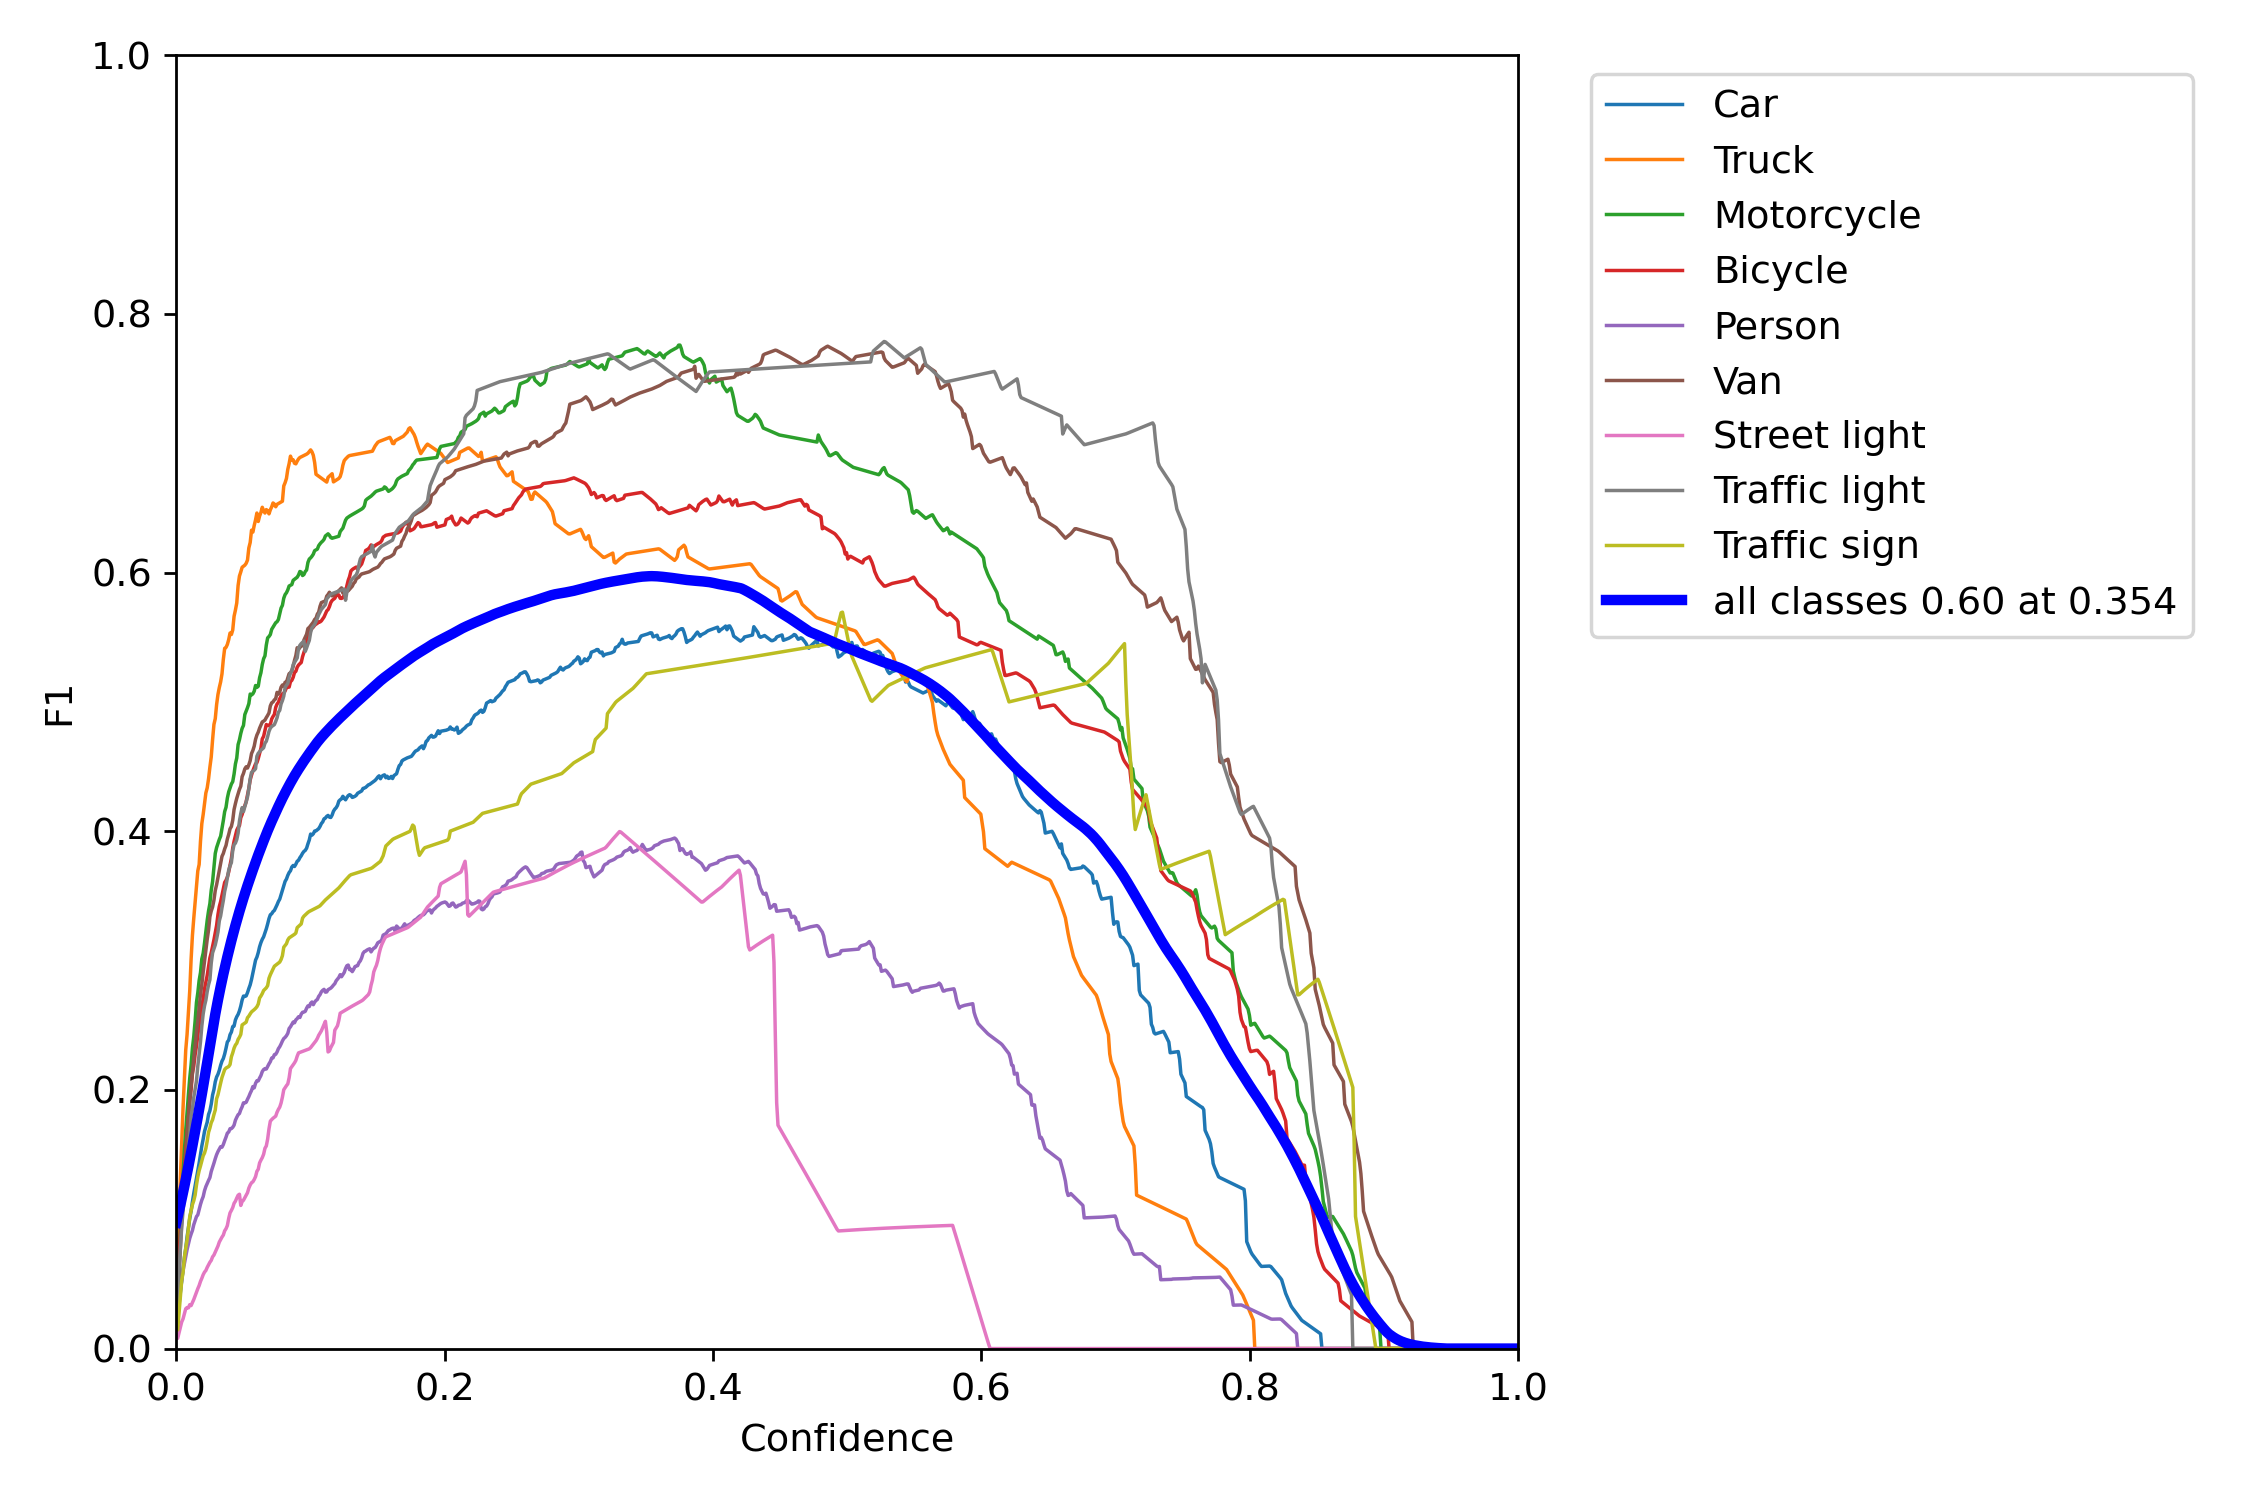 1.0
0.8
0.6
0.4
0.2
0.0
F1
0.0 0.2 0.4 0.6 0.8 1.0
Confidence
Car
Truck
Motorcycle
Bicycle
Person
Van
Street light
Traffic light
Traffic sign
all classes 0.60 at 0.354